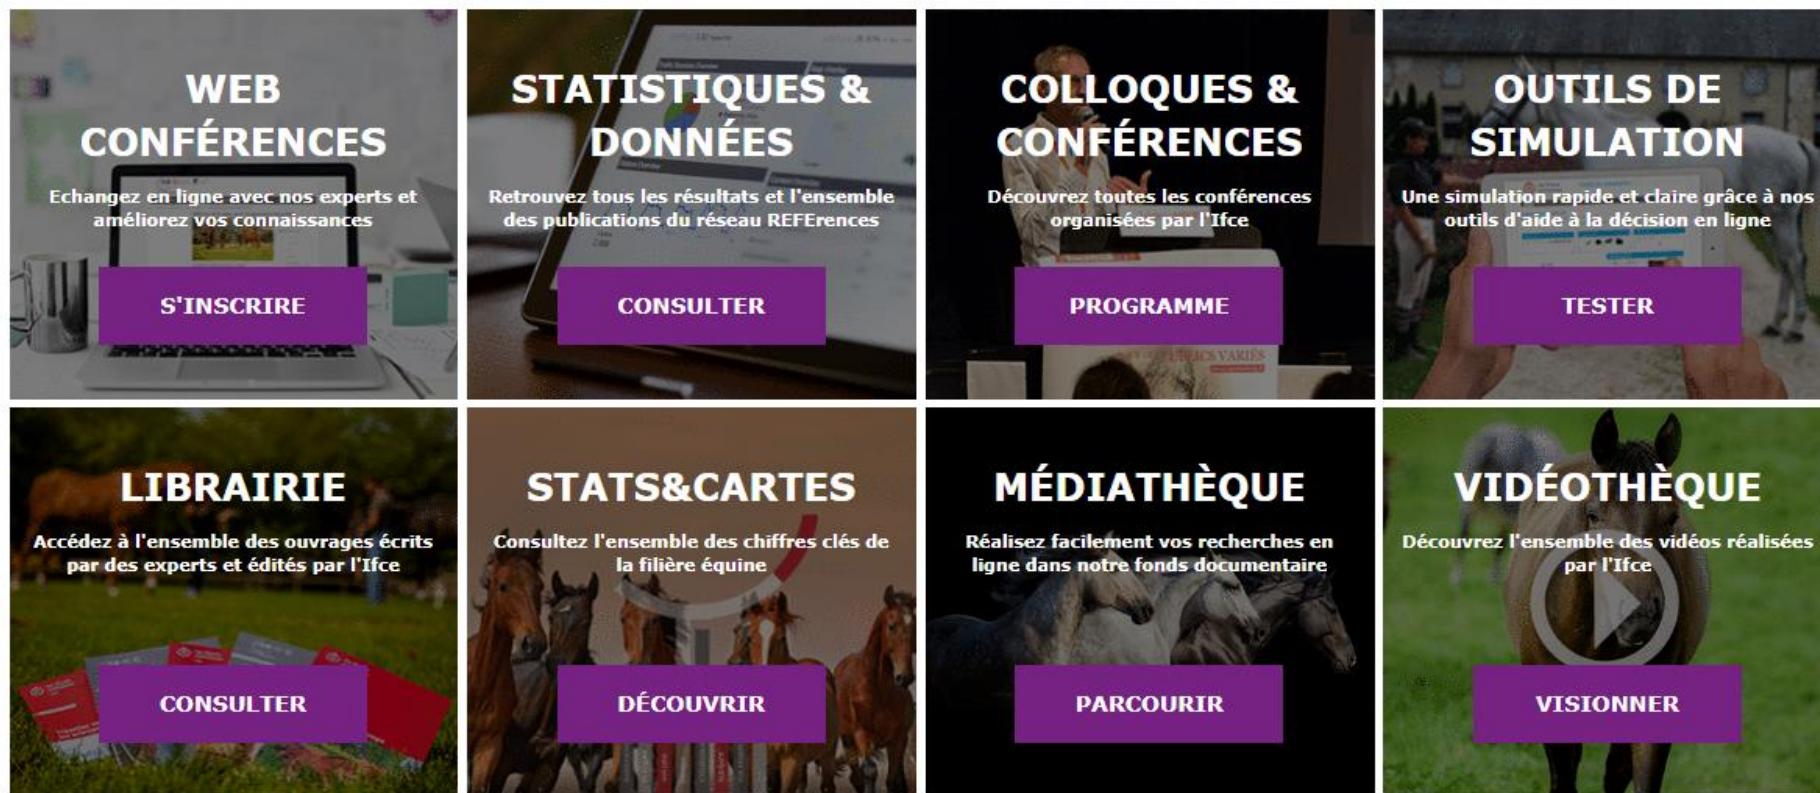 WEB
CONFÉRENCES
Echangez en ligne avec nos experts et
améliorez vos connaissances
S'INSCRIRE
STATISTIQUES &
DONNÉES
Retrouvez tous les résultats et l'ensemble
des publications du réseau REFErences
CONSULTER
COLLOQUES &
CONFÉRENCES
Découvrez toutes les conférences
organisées par l'Ifce
PROGRAMME
PUBLICS VARIÉS
OUTILS DE
SIMULATION
Une simulation rapide et claire grâce à nos
outils d'aide à la décision en ligne
TESTER
LIBRAIRIE
Accédez à l'ensemble des ouvrages écrits
par des experts et édités par l'Ifce
CONSULTER
STATS&CARTES
Consultez l'ensemble des chiffres clés de
la filière équine
DÉCOUVRIR
MÉDIATHÈQUE
Réalisez facilement vos recherches en
ligne dans notre fonds documentaire
PARCOURIR
VIDÉOTHÈQUE
Découvrez l'ensemble des vidéos réalisées
par l'Ifce
VISIONNER